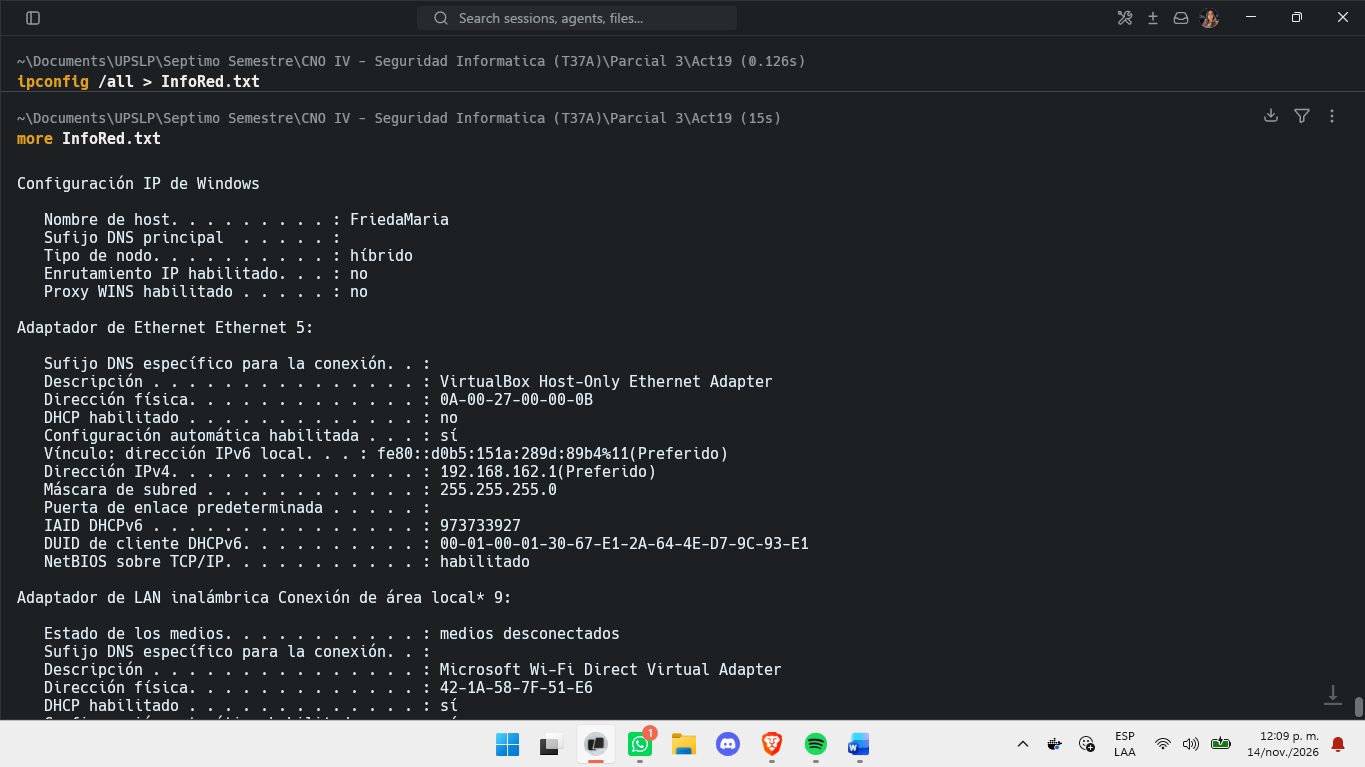 Search sessions, agents, files...
~\Documents\UPSLP\Septimo Semestre\CNO IV - Seguridad Informatica (T37A)\Parcial 3\Act19 (0.126s)
ipconfig /all > InfoRed.txt
~\Documents\UPSLP\Septimo Semestre\CNO IV - Seguridad Informatica (T37A)\Parcial 3\Act19 (15s)
more InfoRed.txt
Configuración IP de Windows
Nombre de host. . . . . . . . . : FriedaMaria
Sufijo DNS principal  . . . . . :
Tipo de nodo. . . . . . . . . . : híbrido
Enrutamiento IP habilitado. . . : no
Proxy WINS habilitado . . . . . : no
Adaptador de Ethernet Ethernet 5:
Sufijo DNS específico para la conexión. . :
Descripción . . . . . . . . . . . . . . . : VirtualBox Host-Only Ethernet Adapter
Dirección física. . . . . . . . . . . . . : 0A-00-27-00-00-0B
DHCP habilitado . . . . . . . . . . . . . : no
Configuración automática habilitada . . . : sí
Vínculo: dirección IPv6 local. . . : fe80::d0b5:151a:289d:89b4%11(Preferido)
Dirección IPv4. . . . . . . . . . . . . . : 192.168.162.1(Preferido)
Máscara de subred . . . . . . . . . . . . : 255.255.255.0
Puerta de enlace predeterminada . . . . . :
IAID DHCPv6 . . . . . . . . . . . . . . . : 973733927
DUID de cliente DHCPv6. . . . . . . . . . : 00-01-00-01-30-67-E1-2A-64-4E-D7-9C-93-E1
NetBIOS sobre TCP/IP. . . . . . . . . . . : habilitado
Adaptador de LAN inalámbrica Conexión de área local* 9:
Estado de los medios. . . . . . . . . . . : medios desconectados
Sufijo DNS específico para la conexión. . :
Descripción . . . . . . . . . . . . . . . : Microsoft Wi-Fi Direct Virtual Adapter
Dirección física. . . . . . . . . . . . . : 42-1A-58-7F-51-E6
DHCP habilitado . . . . . . . . . . . . . : sí
1
W
ESP
LAA
12:09 p. m.
14/nov./2026